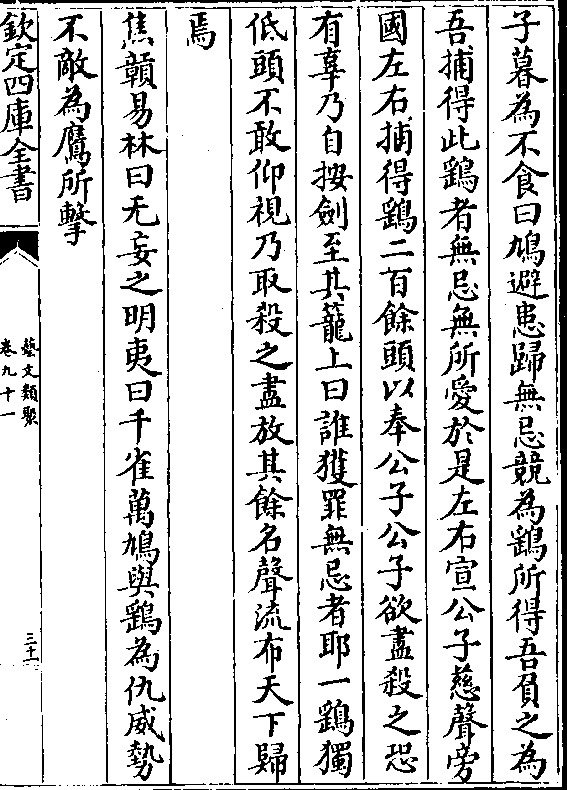 子暮為不食曰鳩避患歸無忌競為鷂所得吾負之為
吾捕得此鷂者無忌無所愛於是左右宣公子慈聲旁
國左右捕得鷂二百餘頭以奉公子公子欲盡殺之恐
有辜乃自按劍至其籠上曰誰獲罪無忌者耶一鷂獨
低頭不敢仰視乃取殺之盡放其餘名聲流布天下歸
焉
焦贑易林曰无妄之明夷曰千雀萬鳩與鷂為仇威勢
不敵為鷹所擊
欽定四庫全書
藝文類聚
卷九十一
三十一